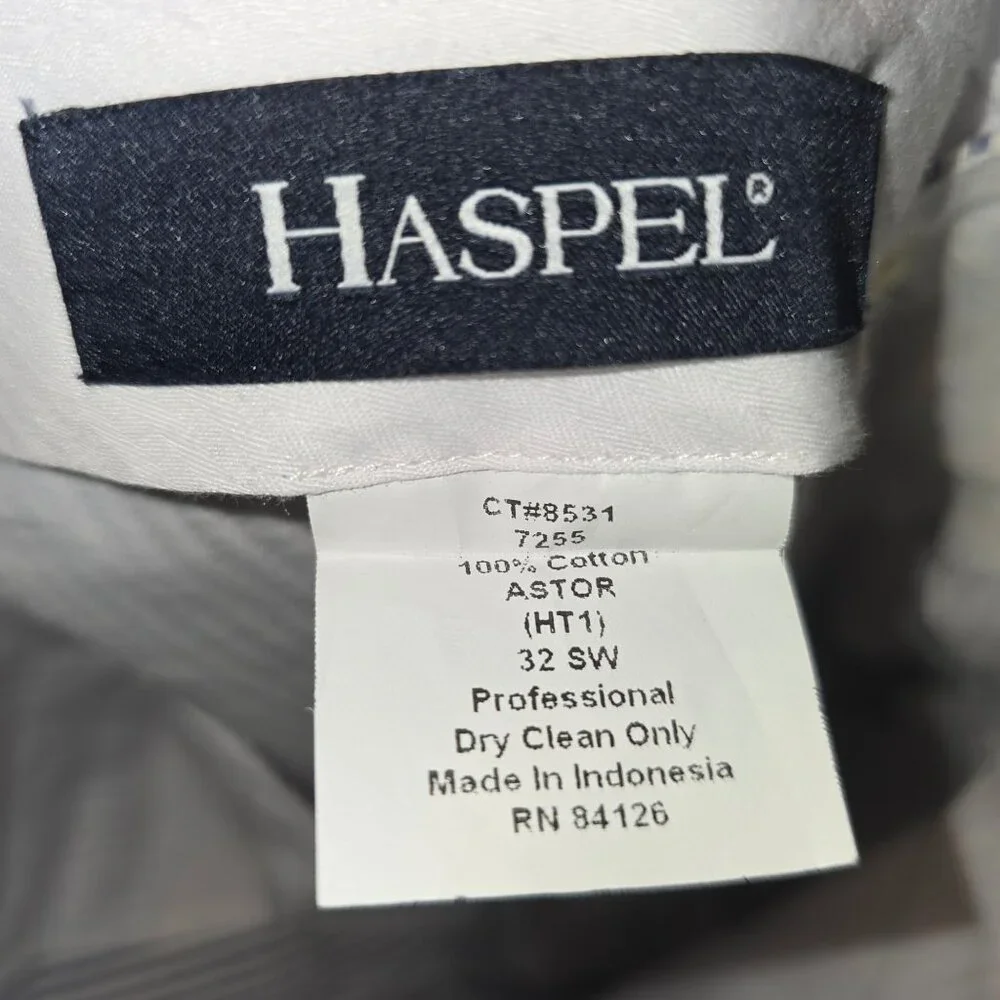 HASPEL®
CT#8531
7255
100% Cotton
ASTOR
(HT1)
32 SW
Professional
Dry Clean Only
Made In Indonesia
RN 84126